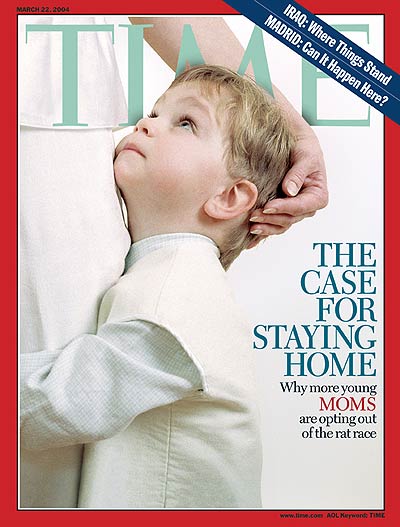 MARCH 22, 2004
IRAQ: Where Things Stand
MADRID: Can It Happen Here?
TIME
THE
CASE
FOR
STAYING
HOME
Why more young
MOMS
are opting out
of the rat race
www.time.com AOL Keyword: TIME